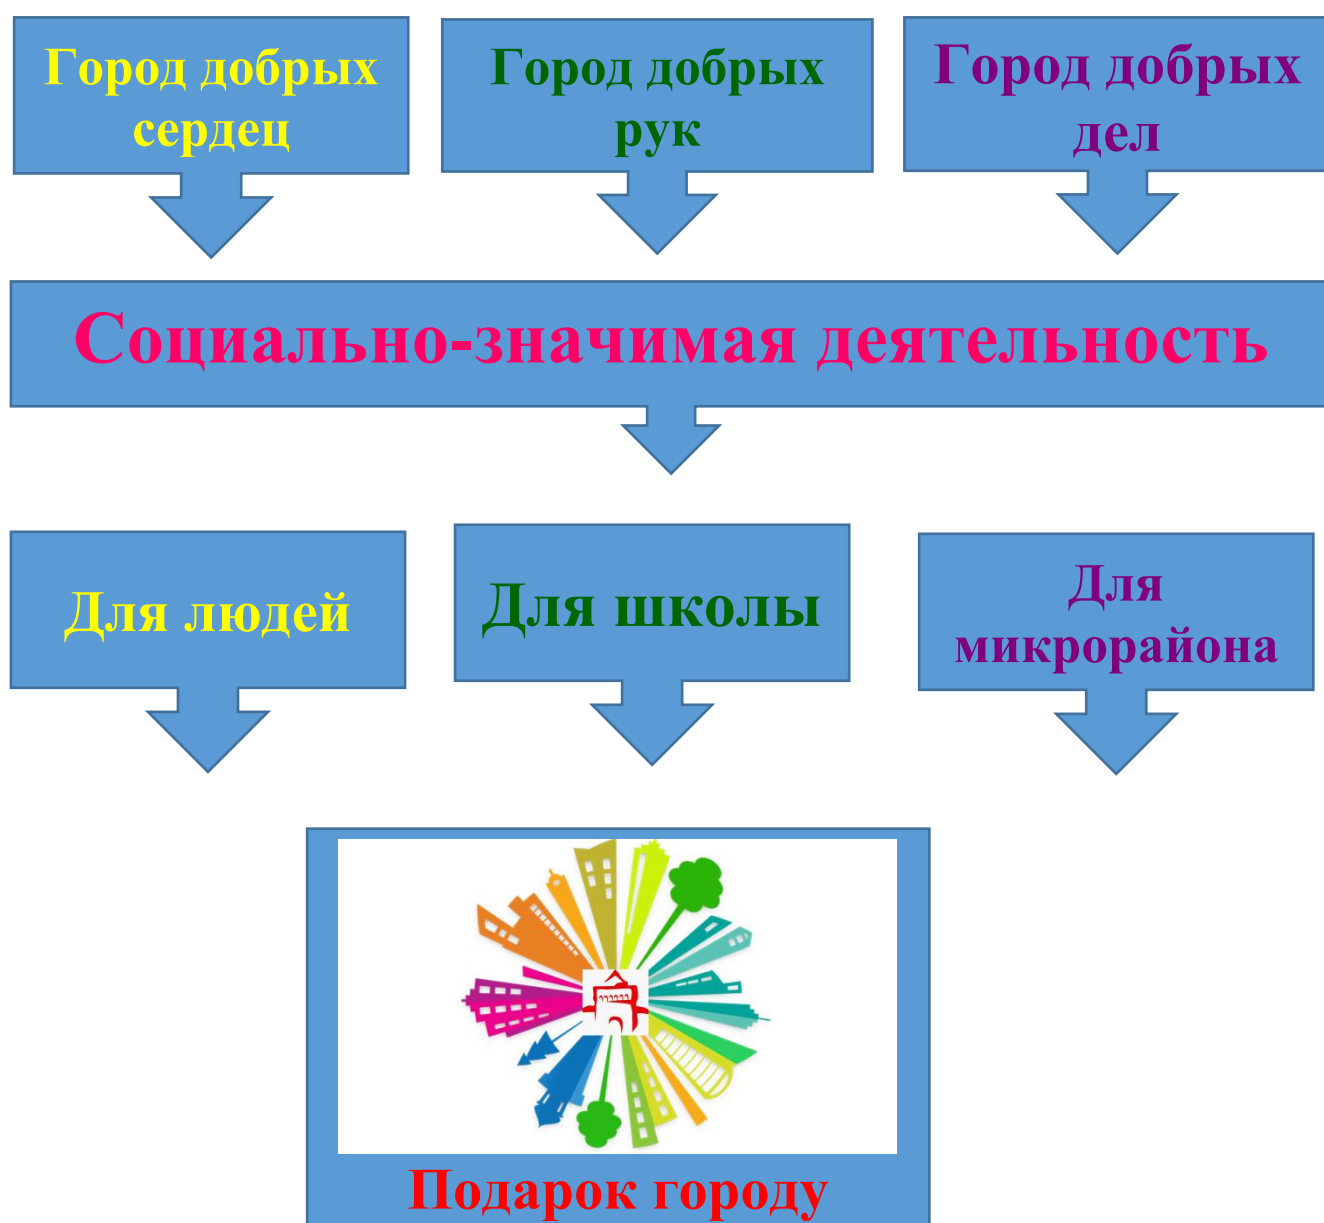 Город добрых
сердец
Город добрых
рук
Город добрых
дел
Социально-значимая деятельность
Для людей
Для школы
Для
микрорайона
Подарок городу